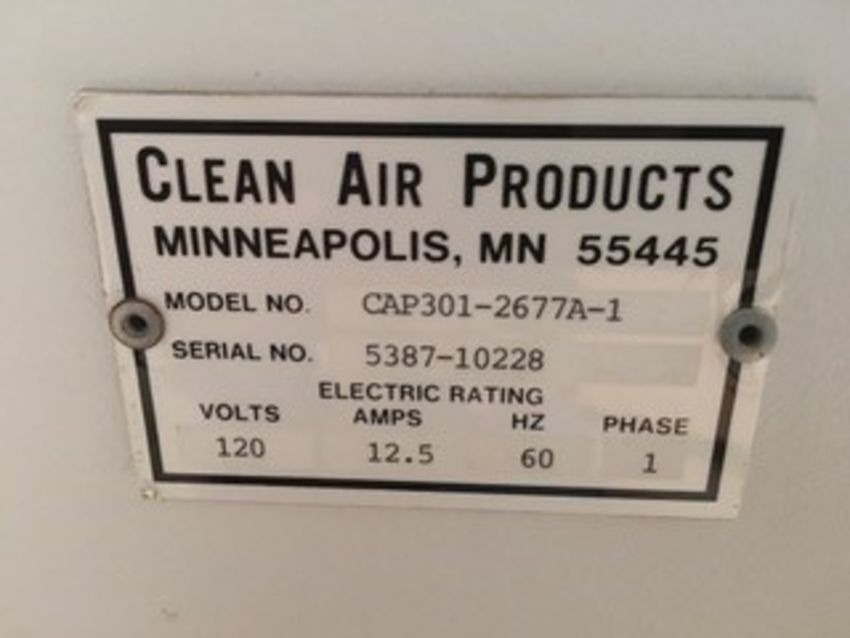 CLEAN AIR PRODUCTS
MINNEAPOLIS, MN 55445
MODEL NO. CAP301-2677A-1
SERIAL NO. 5387-10228
ELECTRIC RATING
VOLTS AMPS HZ PHASE
120 12.5 60 1